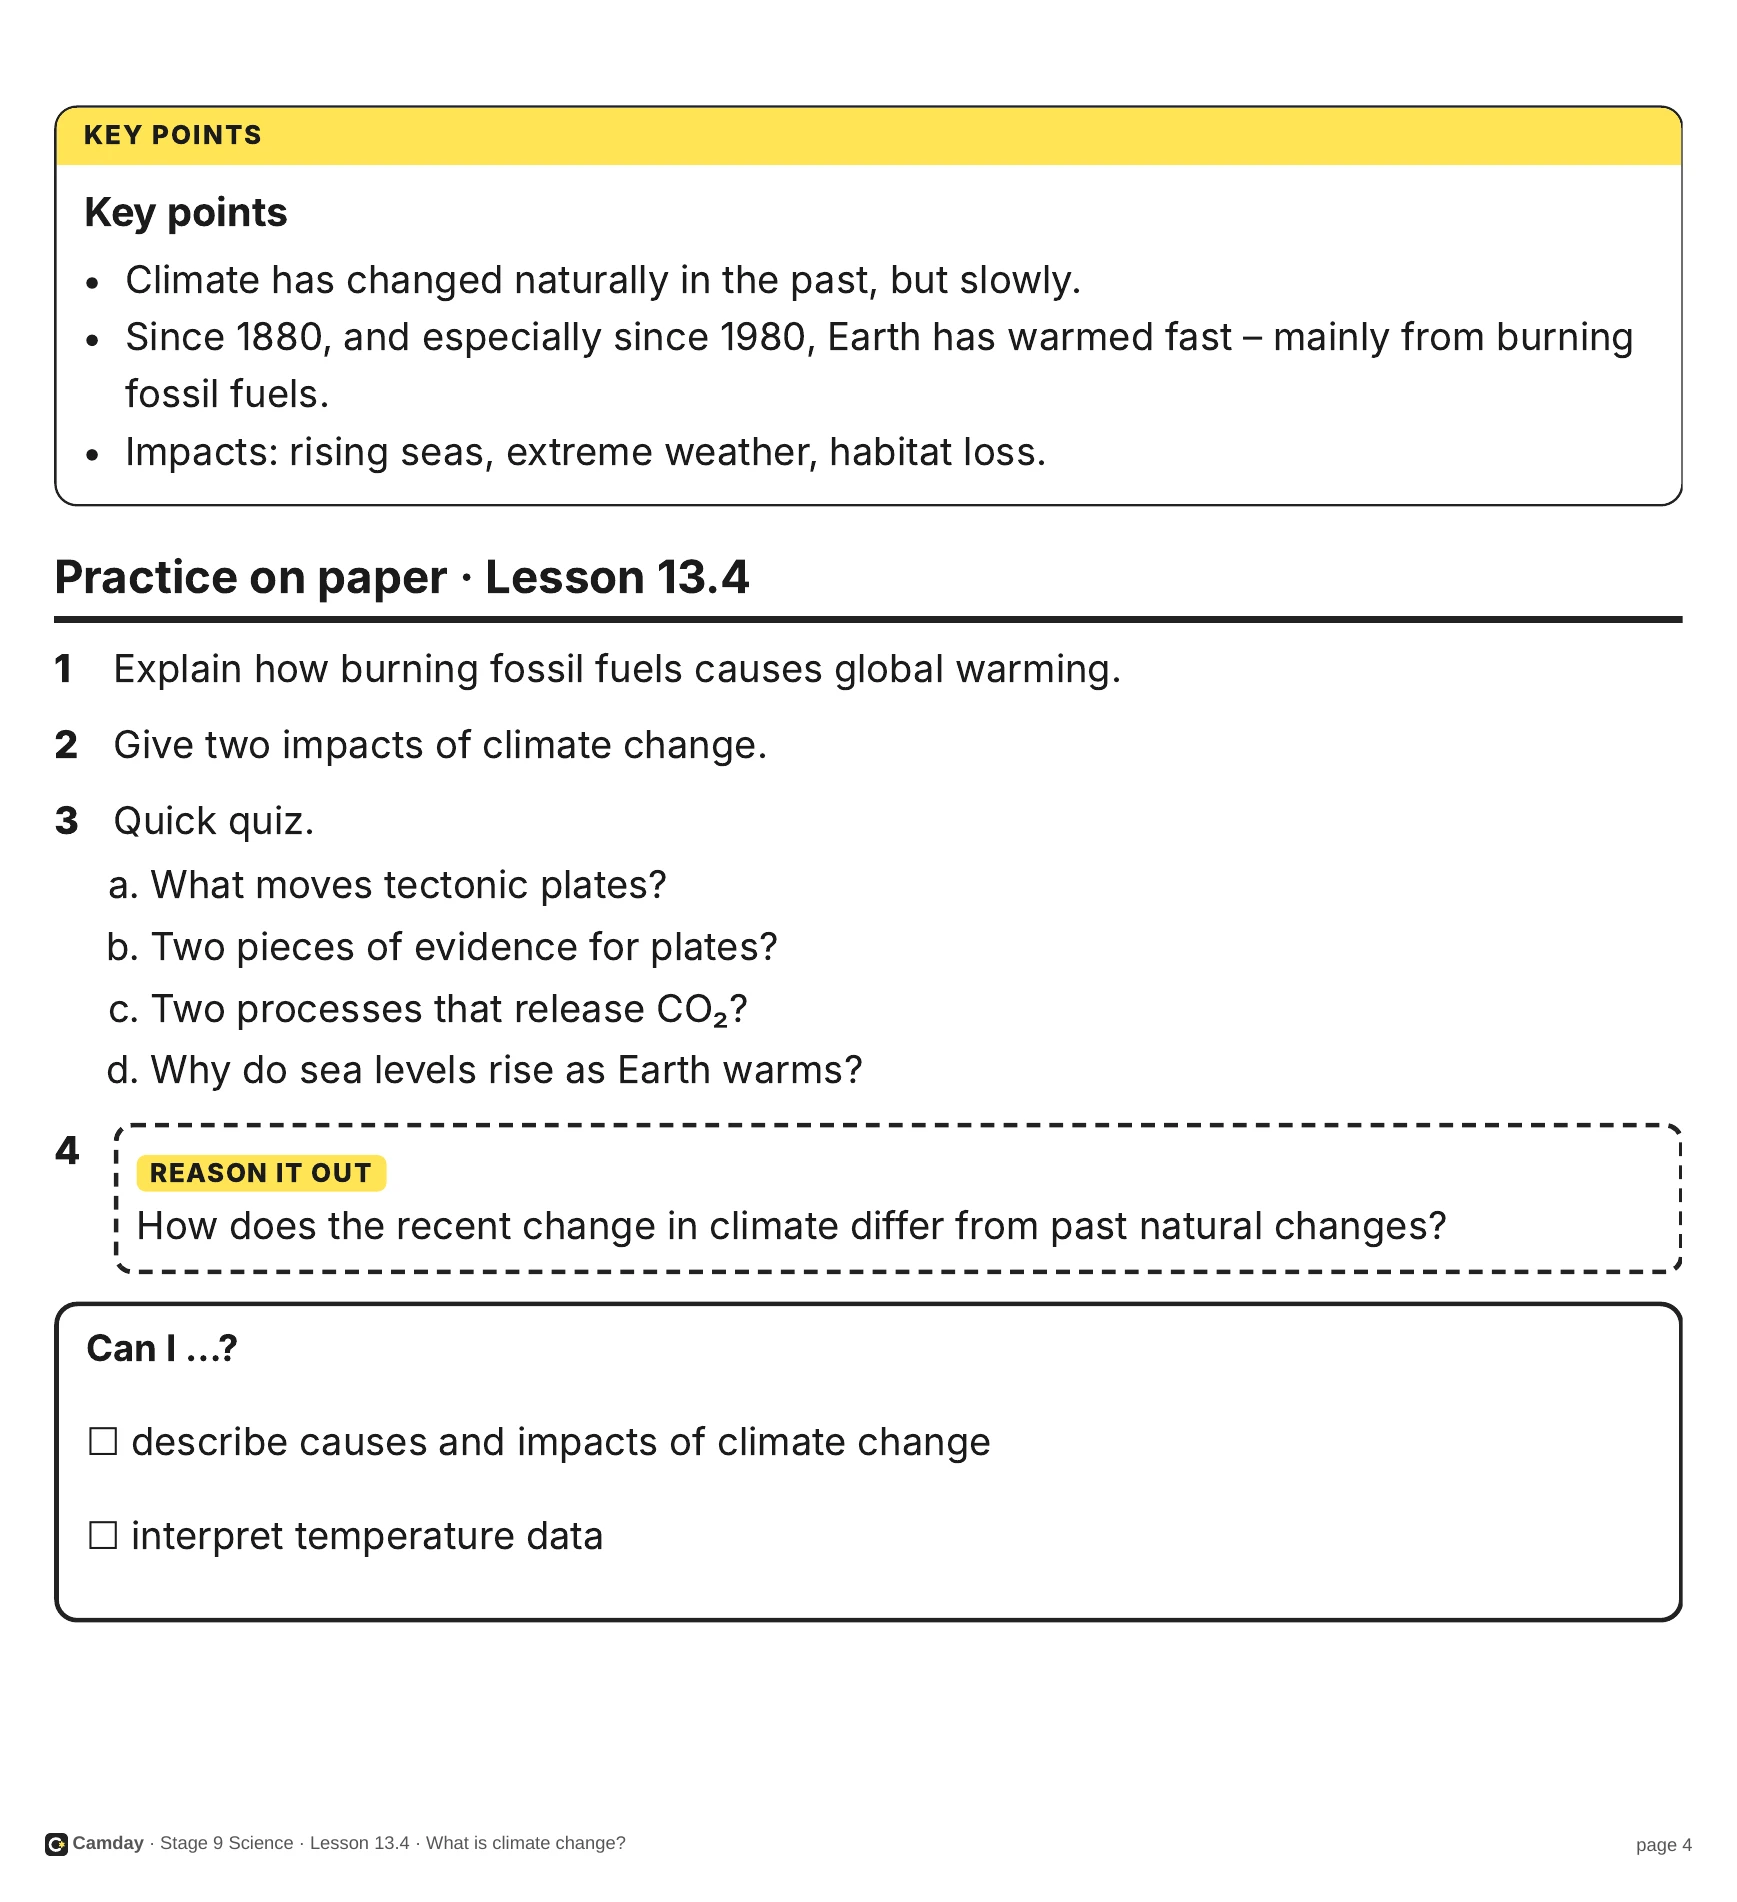 KEY POINTS
Key points
• Climate has changed naturally in the past, but slowly.
• Since 1880, and especially since 1980, Earth has warmed fast – mainly from burning
fossil fuels.
• Impacts: rising seas, extreme weather, habitat loss.
Practice on paper · Lesson 13.4
1 Explain how burning fossil fuels causes global warming.
2 Give two impacts of climate change.
3 Quick quiz.
a. What moves tectonic plates?
b. Two pieces of evidence for plates?
c. Two processes that release CO₂?
d. Why do sea levels rise as Earth warms?
4
REASON IT OUT
How does the recent change in climate differ from past natural changes?
Can I …?
☐ describe causes and impacts of climate change
☐ interpret temperature data
Camday · Stage 9 Science · Lesson 13.4 · What is climate change? page 4